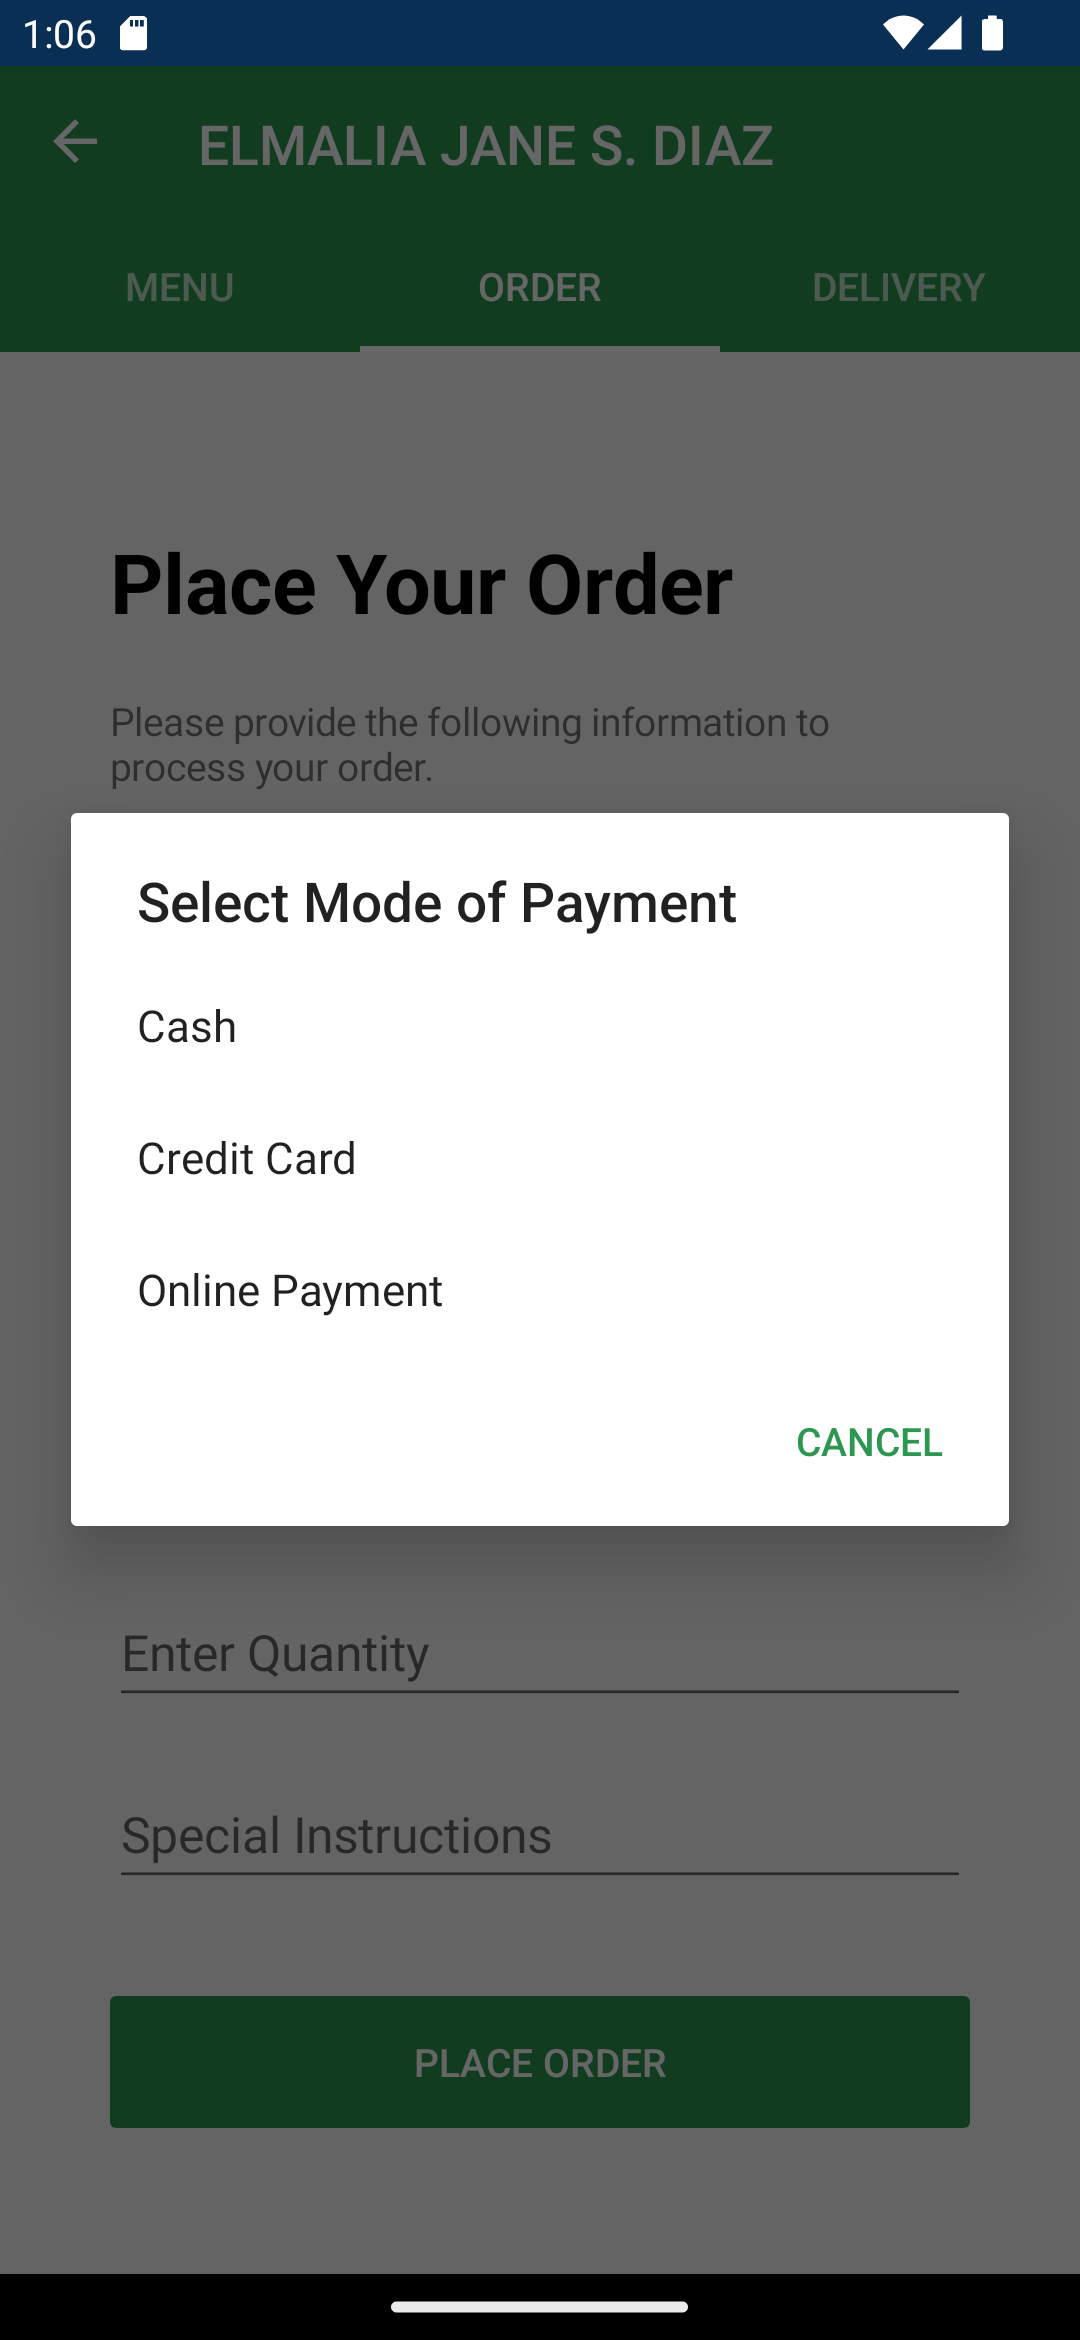 1:06
ELMALIA JANE S. DIAZ
MENU ORDER DELIVERY
Place Your Order
Please provide the following information to
process your order.
Select Mode of Payment
Cash
Credit Card
Online Payment
CANCEL
Enter Quantity
Special Instructions
PLACE ORDER